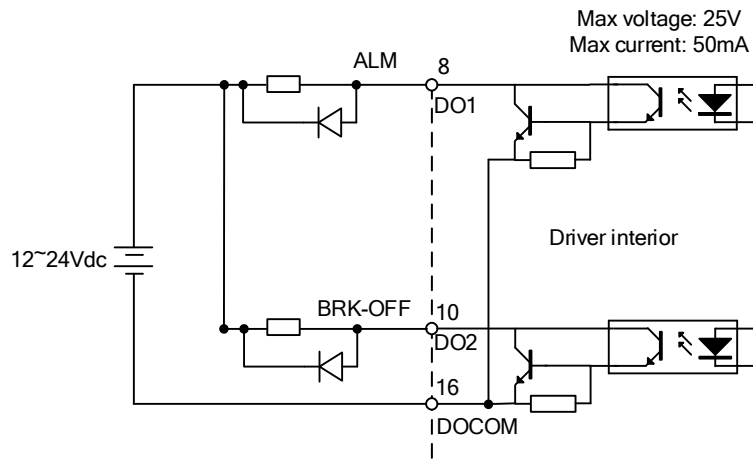 Max voltage: 25V
Max current: 50mA
ALM
8
DO1
12~24Vdc
Driver interior
BRK-OFF
10
DO2
16
DOCOM